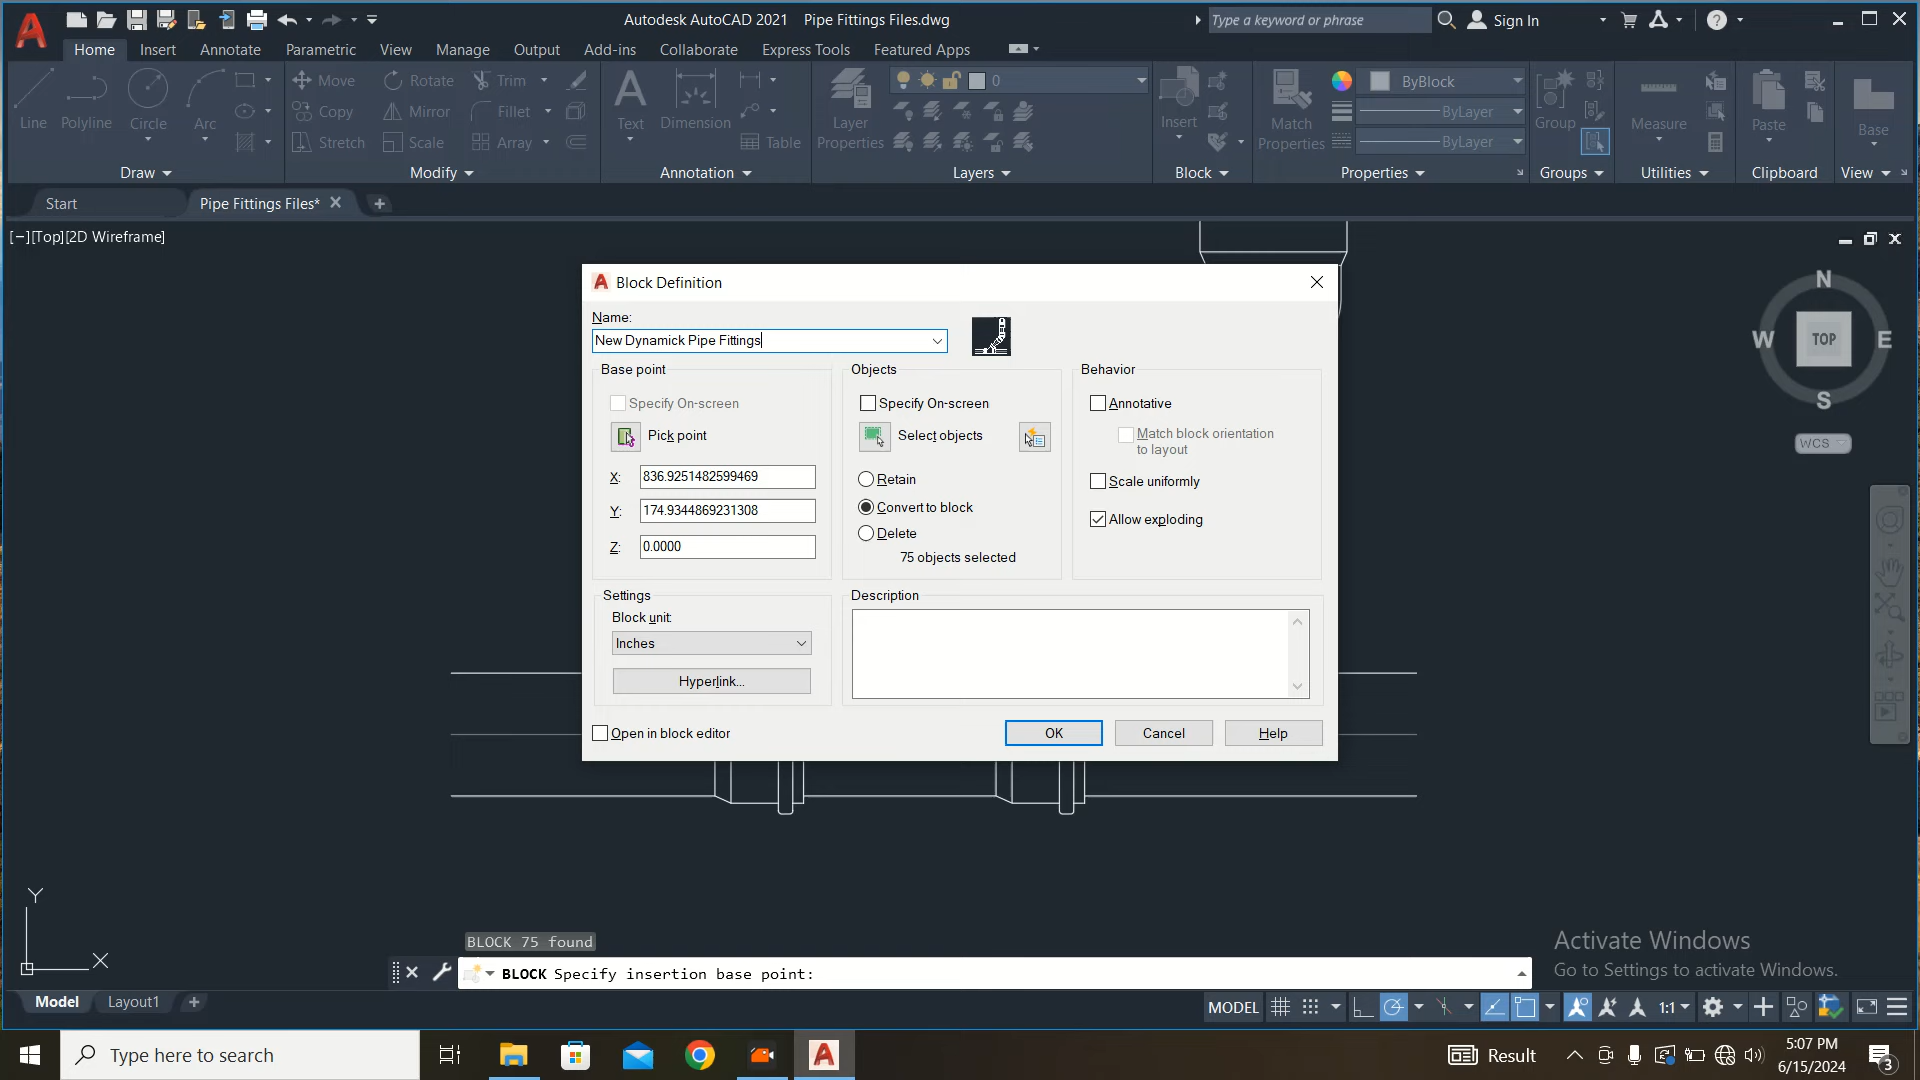 Autodesk AutoCAD 2021 Pipe Fittings Files.dwg
Type a keyword or phrase
Sign In
Home Insert Annotate Parametric View Manage Output Add-ins Collaborate Express Tools Featured Apps
Line Polyline Circle Arc
Move Rotate Trim
Copy Mirror Fillet
Stretch Scale Array
Text Dimension Table
Layer Properties
0
Insert
Match Properties
ByBlock
ByLayer
ByLayer
Group
Measure
Paste
Base
Draw Modify Annotation Layers Block Properties Groups Utilities Clipboard View
Start Pipe Fittings Files*
[−][Top][2D Wireframe]
N
W TOP E
S
WCS
Block Definition
Name:
New Dynamick Pipe Fittings
Base point
Specify On-screen
Pick point
X: 836.9251482599469
Y: 174.9344869231308
Z: 0.0000
Objects
Specify On-screen
Select objects
Retain
Convert to block
Delete
75 objects selected
Behavior
Annotative
Match block orientation
to layout
Scale uniformly
Allow exploding
Settings
Block unit:
Inches
Hyperlink...
Description
Open in block editor
OK Cancel Help
Y
X
BLOCK 75 found
BLOCK Specify insertion base point:
Activate Windows
Go to Settings to activate Windows.
Model Layout1
MODEL 1:1
Type here to search
Result
5:07 PM
6/15/2024
3